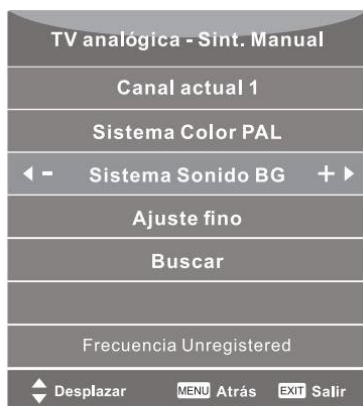 TV analógica - Sint. Manual
Canal actual 1
Sistema Color PAL
- Sistema Sonido BG +
Ajuste fino
Buscar
Frecuencia Unregistered
Desplazar MENU Atrás EXIT Salir